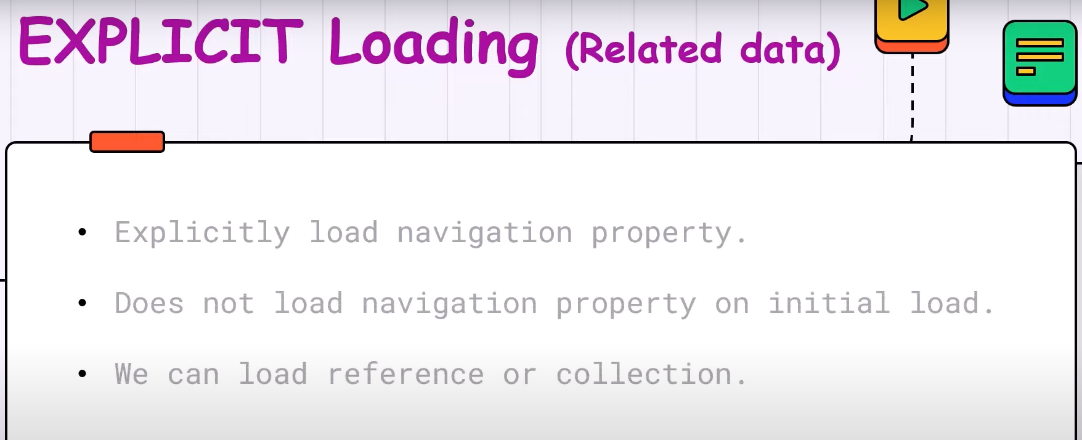 EXPLICIT Loading (Related data)
• Explicitly load navigation property.
• Does not load navigation property on initial load.
• We can load reference or collection.